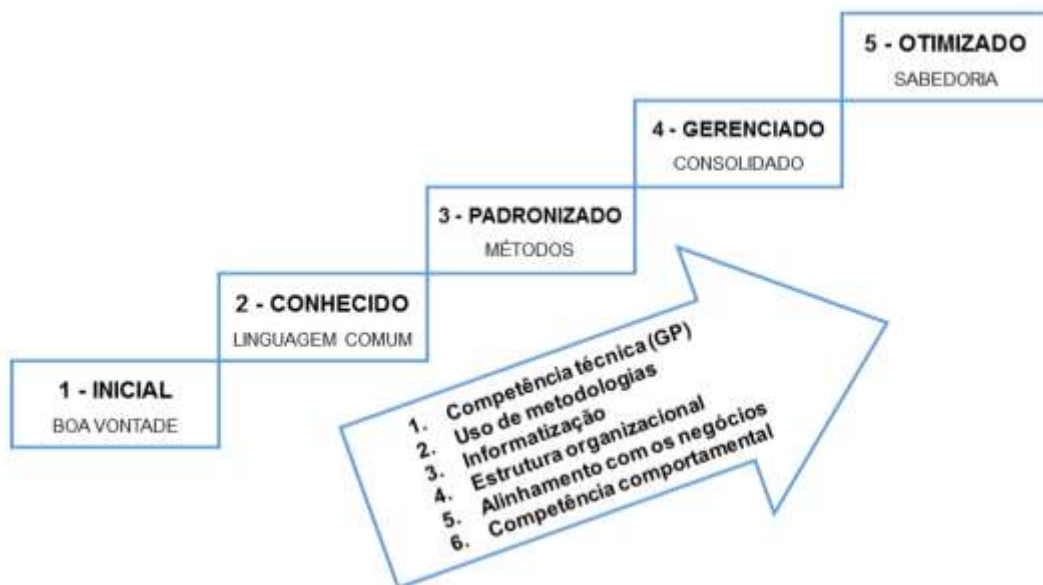 5 - OTIMIZADO
SABEDORIA
4 - GERENCIADO
CONSOLIDADO
3 - PADRONIZADO
MÉTODOS
2 - CONHECIDO
LINGUAGEM COMUM
1 - INICIAL
BOA VONTADE
1. Competência técnica (GP)
2. Uso de metodologias
3. Informatização
4. Estrutura organizacional
5. Alinhamento com os negócios
6. Competência comportamental